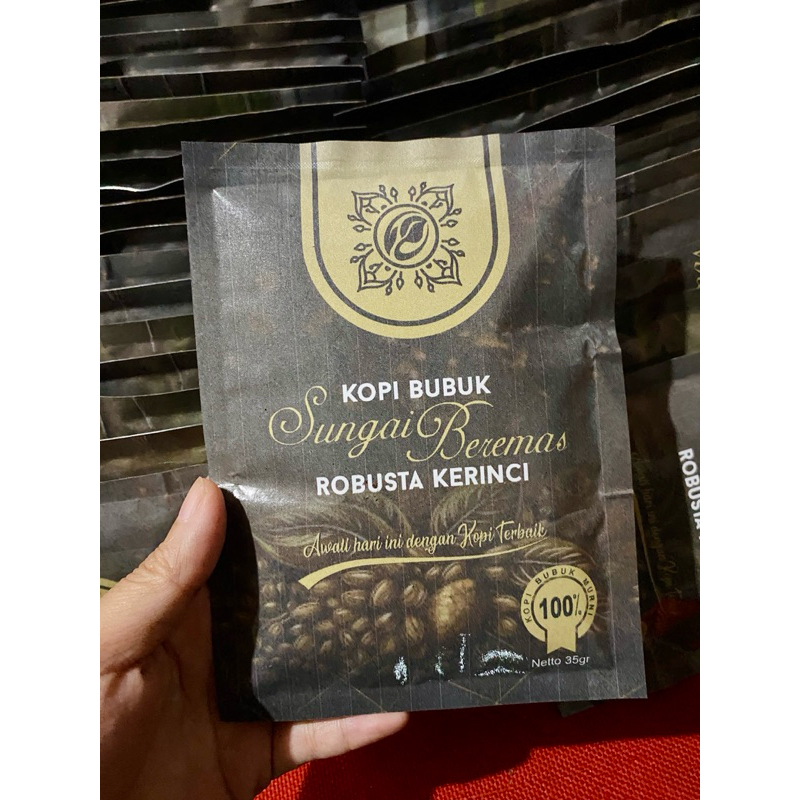 KOPI BUBUK
Sungai Beremas
ROBUSTA KERINCI
Awali hari ini dengan Kopi Terbaik
KOPI BUBUK MURNI
100%
Netto 35gr
ROBUSTA